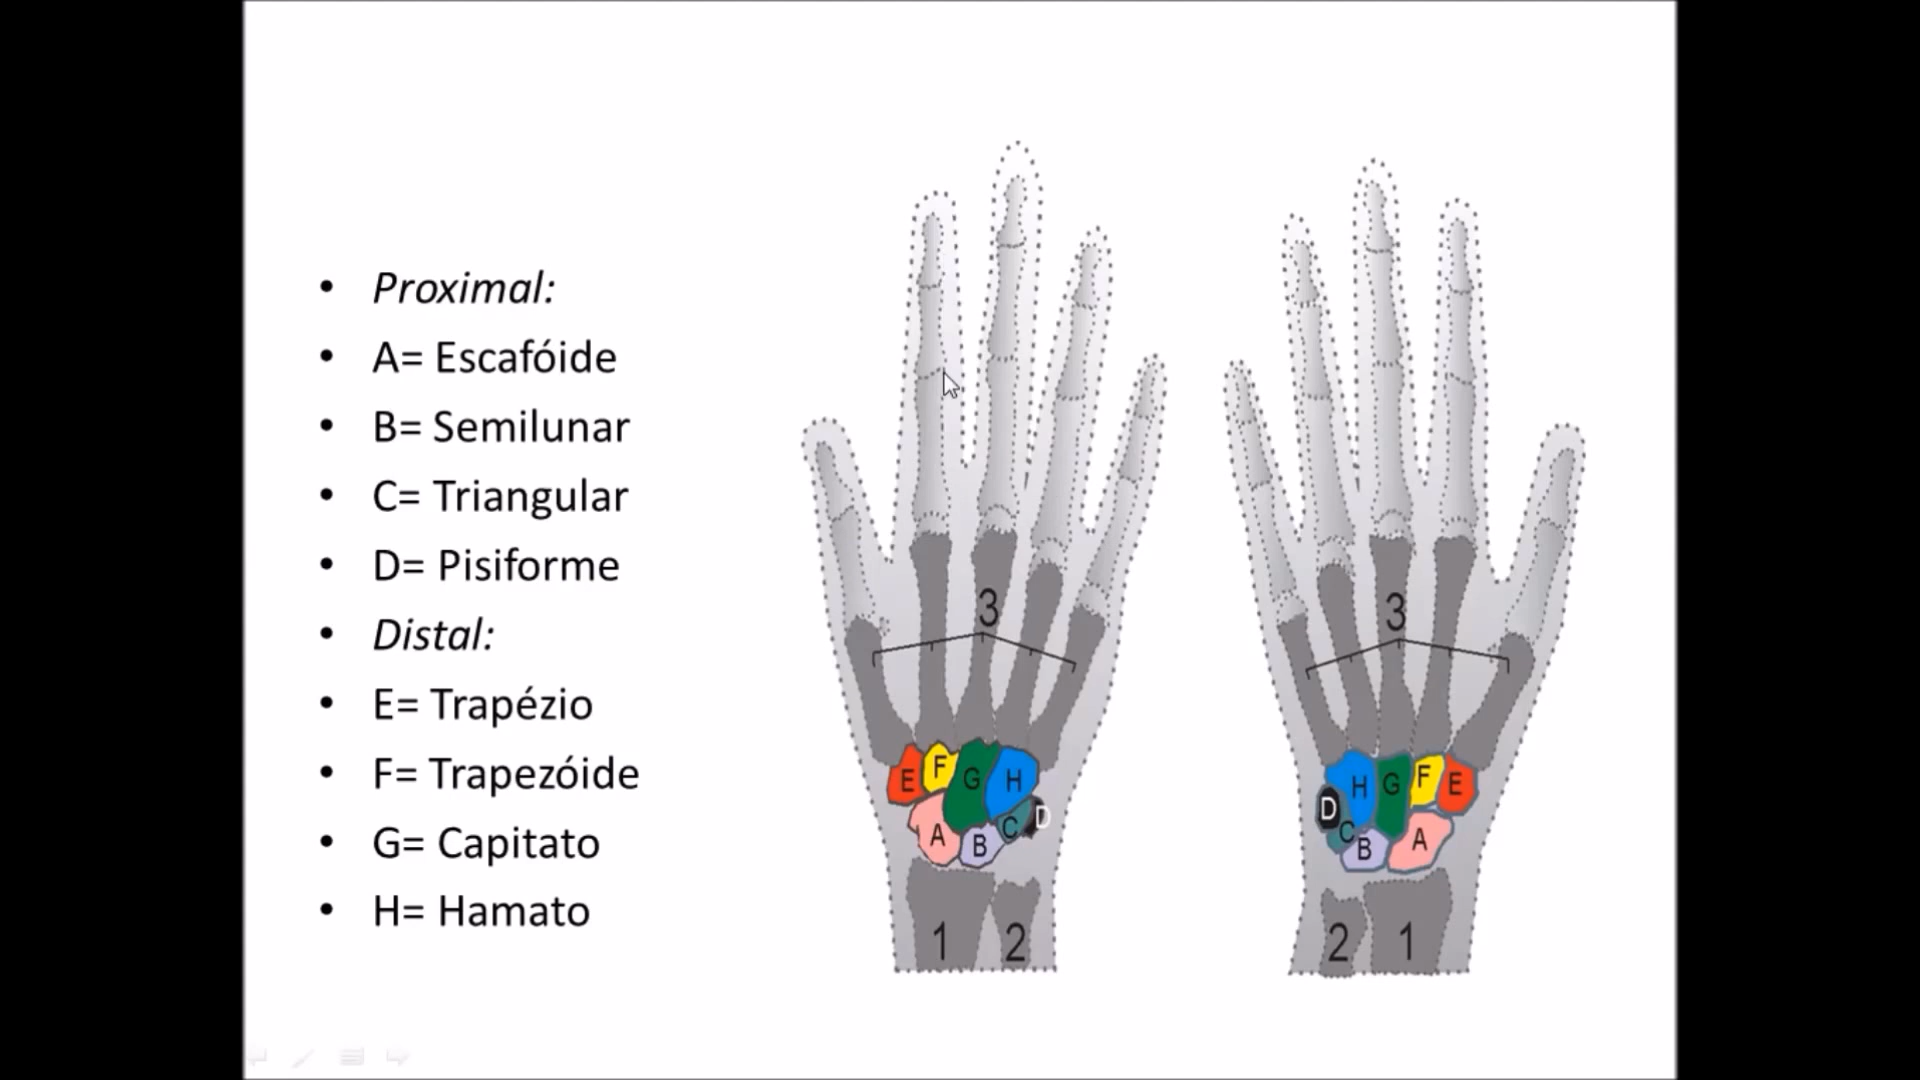 • Proximal:
• A= Escafóide
• B= Semilunar
• C= Triangular
• D= Pisiforme
• Distal:
• E= Trapézio
• F= Trapezóide
• G= Capitato
• H= Hamato
3
E F G H
A B C D
1 2
3
H G F E
D C B A
2 1